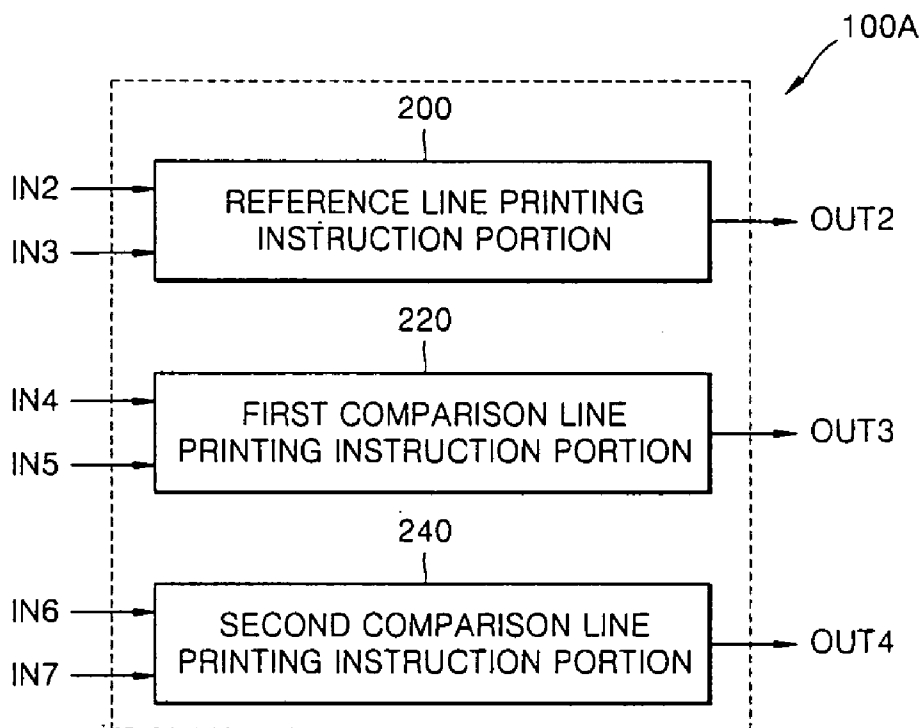 100A
200
IN2
IN3
REFERENCE LINE PRINTING
INSTRUCTION PORTION
OUT2
220
IN4
IN5
FIRST COMPARISON LINE
PRINTING INSTRUCTION PORTION
OUT3
240
IN6
IN7
SECOND COMPARISON LINE
PRINTING INSTRUCTION PORTION
OUT4